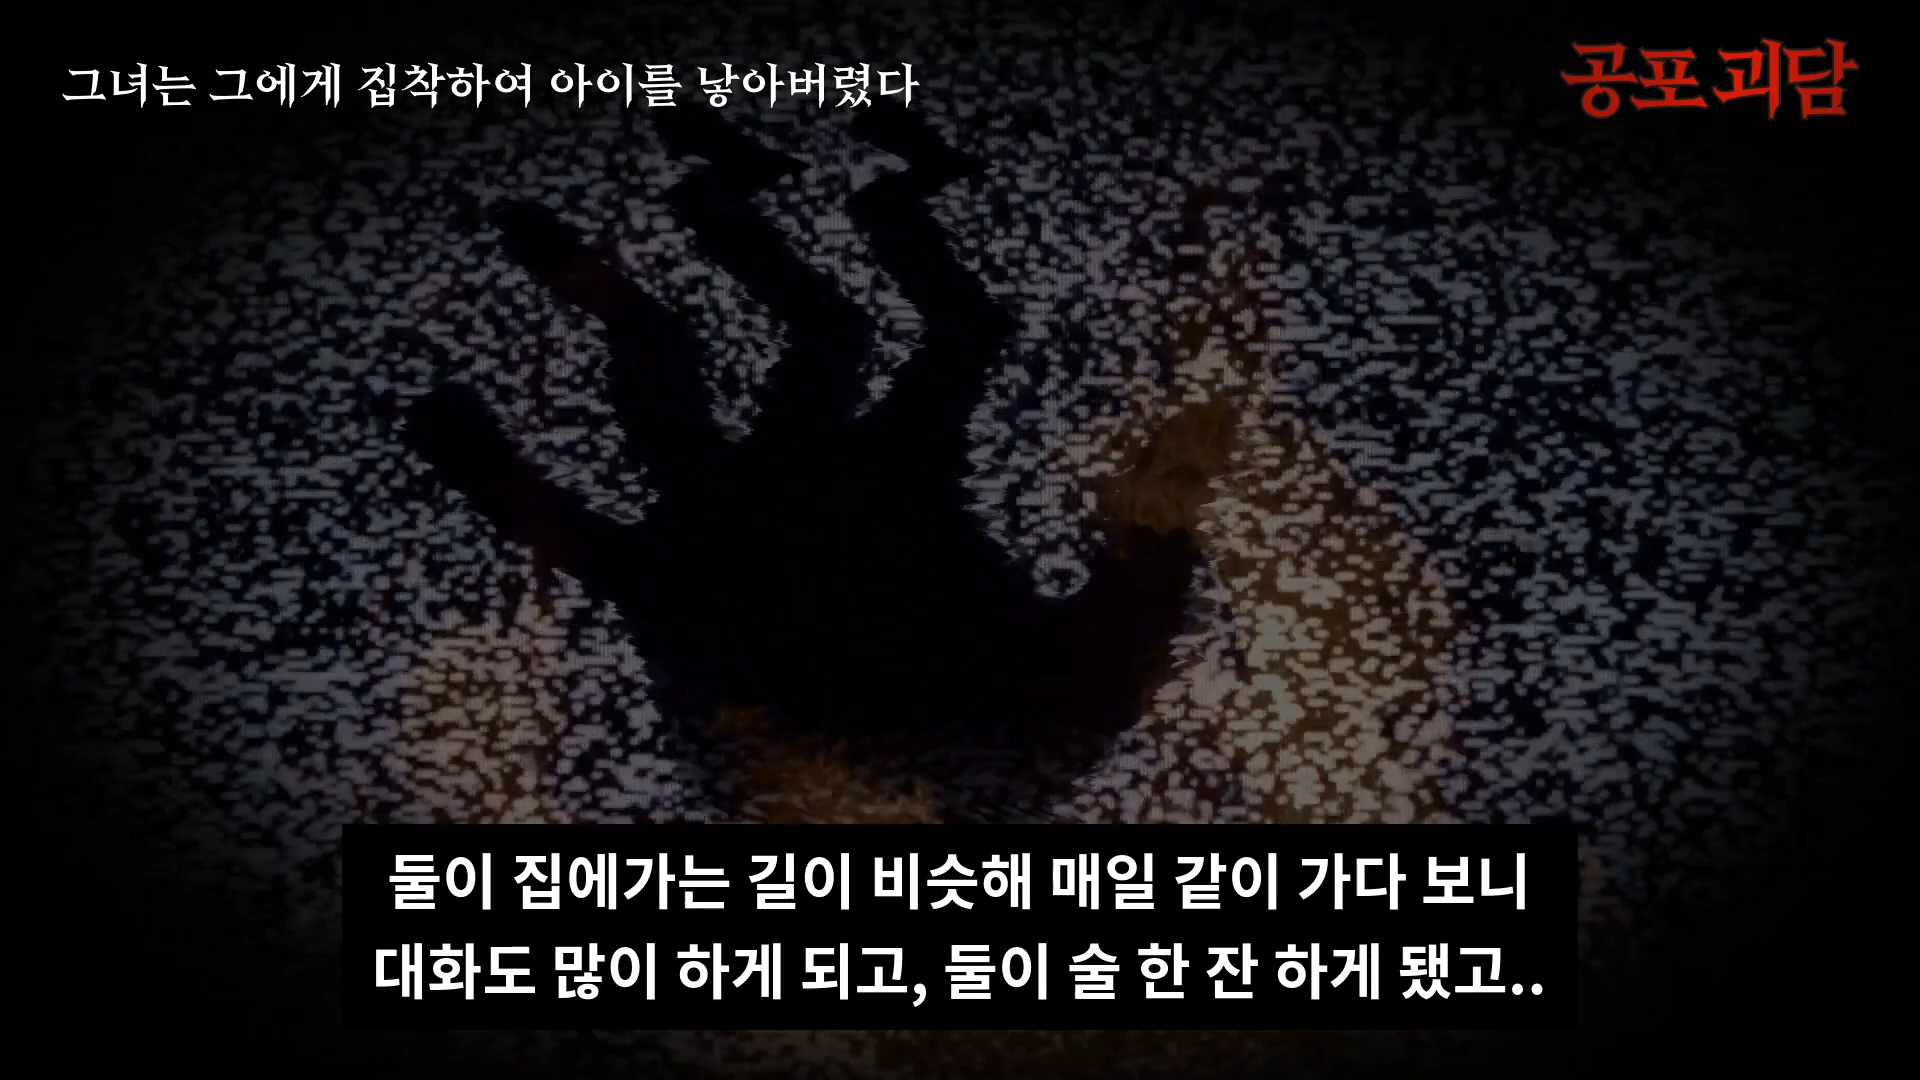 그녀는 그에게 집착하여 아이를 낳아버렸다
공포 괴담
둘이 집에가는 길이 비슷해 매일 같이 가다 보니
대화도 많이 하게 되고, 둘이 술 한 잔 하게 됐고..